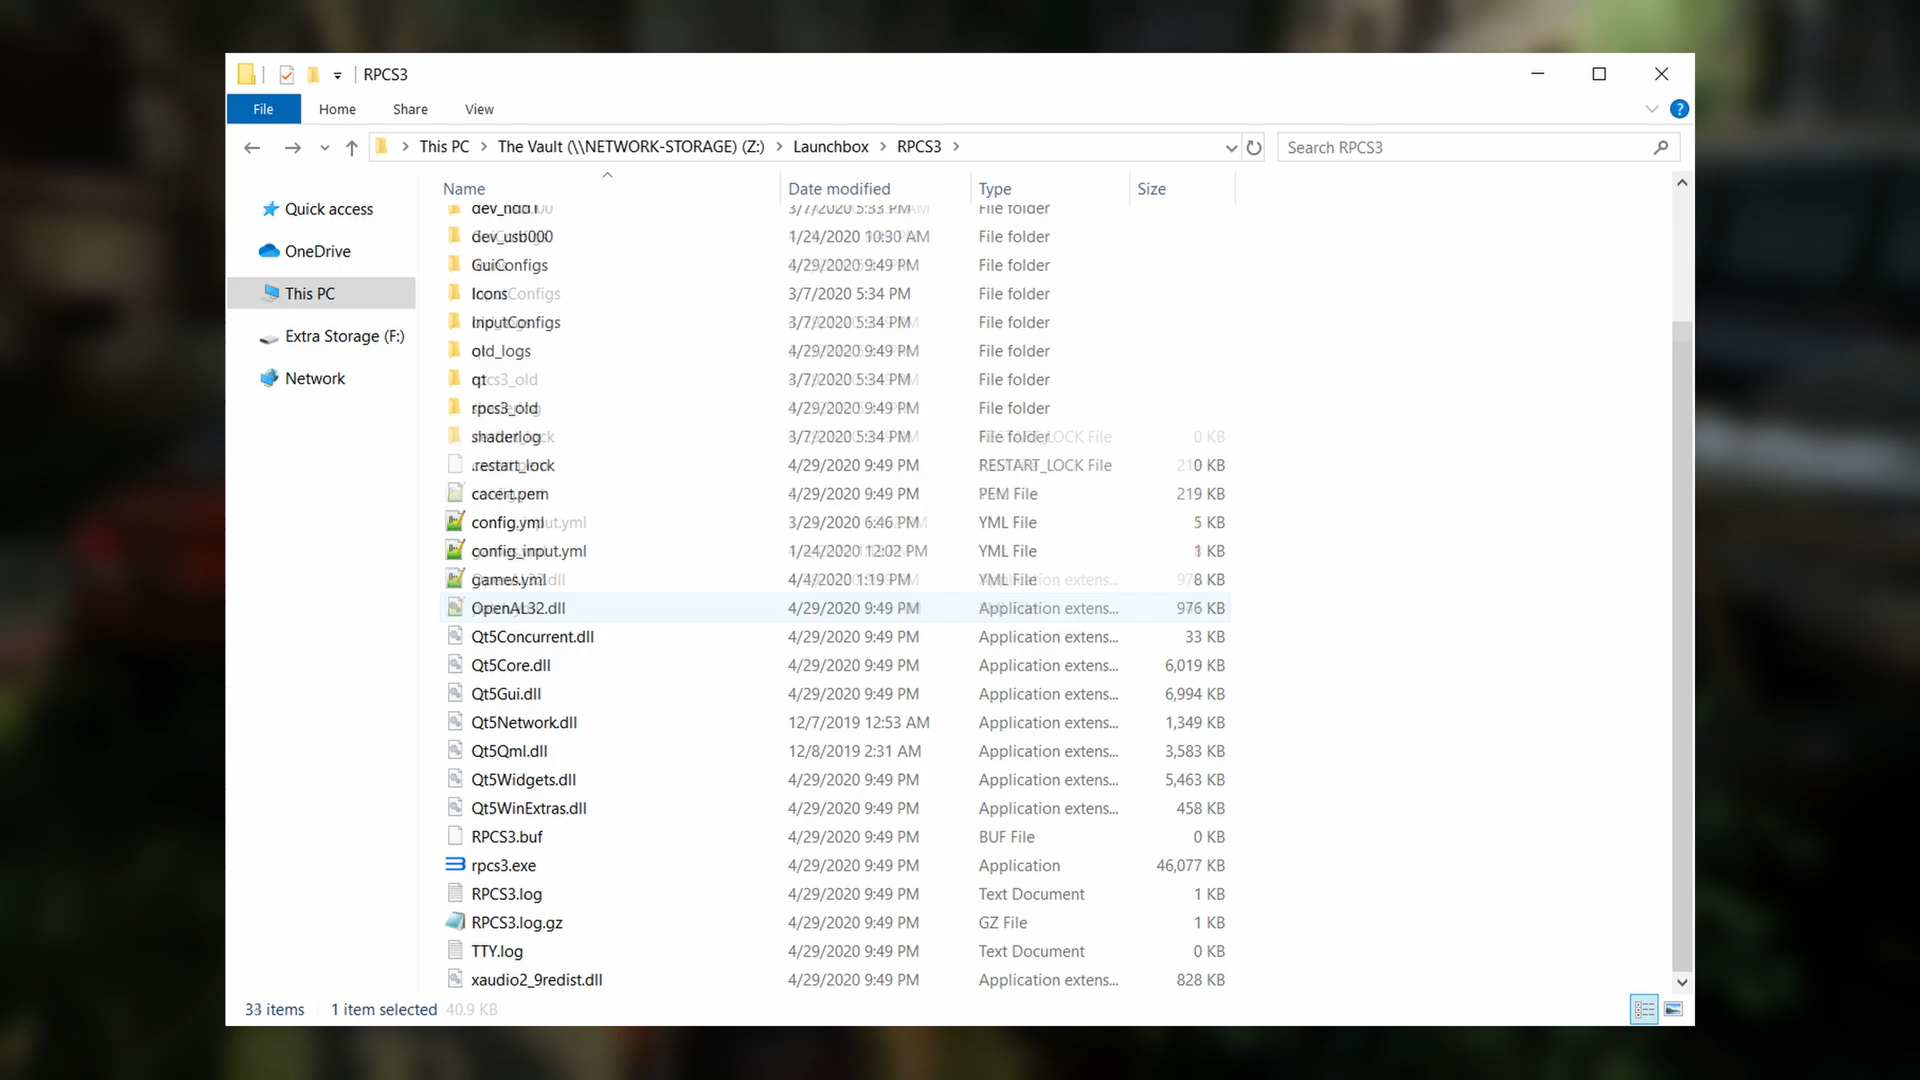 RPCS3
File Home Share View
This PC The Vault (\\NETWORK-STORAGE) (Z:) Launchbox RPCS3 Search RPCS3
Quick access
OneDrive
This PC
Extra Storage (F:)
Network
Name Date modified Type Size
File folder
dev_usb000 1/24/2020 10:30 AM File folder
GuiConfigs 4/29/2020 9:49 PM File folder
Icons 3/7/2020 5:34 PM File folder
InputConfigs 3/7/2020 5:34 PM File folder
old_logs 4/29/2020 9:49 PM File folder
qt 3/7/2020 5:34 PM File folder
rpcs3_old 4/29/2020 9:49 PM File folder
shaderlog 3/7/2020 5:34 PM File folder
.restart_lock 4/29/2020 9:49 PM RESTART_LOCK File 0 KB
cacert.pem 4/29/2020 9:49 PM PEM File 219 KB
config.yml 3/29/2020 6:46 PM YML File 5 KB
config_input.yml 1/24/2020 12:02 PM YML File 1 KB
games.yml 4/4/2020 1:19 PM YML File 8 KB
OpenAL32.dll 4/29/2020 9:49 PM Application extens... 976 KB
Qt5Concurrent.dll 4/29/2020 9:49 PM Application extens... 33 KB
Qt5Core.dll 4/29/2020 9:49 PM Application extens... 6,019 KB
Qt5Gui.dll 4/29/2020 9:49 PM Application extens... 6,994 KB
Qt5Network.dll 12/7/2019 12:53 AM Application extens... 1,349 KB
Qt5Qml.dll 12/8/2019 2:31 AM Application extens... 3,583 KB
Qt5Widgets.dll 4/29/2020 9:49 PM Application extens... 5,463 KB
Qt5WinExtras.dll 4/29/2020 9:49 PM Application extens... 458 KB
RPCS3.buf 4/29/2020 9:49 PM BUF File 0 KB
rpcs3.exe 4/29/2020 9:49 PM Application 46,077 KB
RPCS3.log 4/29/2020 9:49 PM Text Document 1 KB
RPCS3.log.gz 4/29/2020 9:49 PM GZ File 1 KB
TTY.log 4/29/2020 9:49 PM Text Document 0 KB
xaudio2_9redist.dll 4/29/2020 9:49 PM Application extens... 828 KB
33 items 1 item selected 40.9 KB